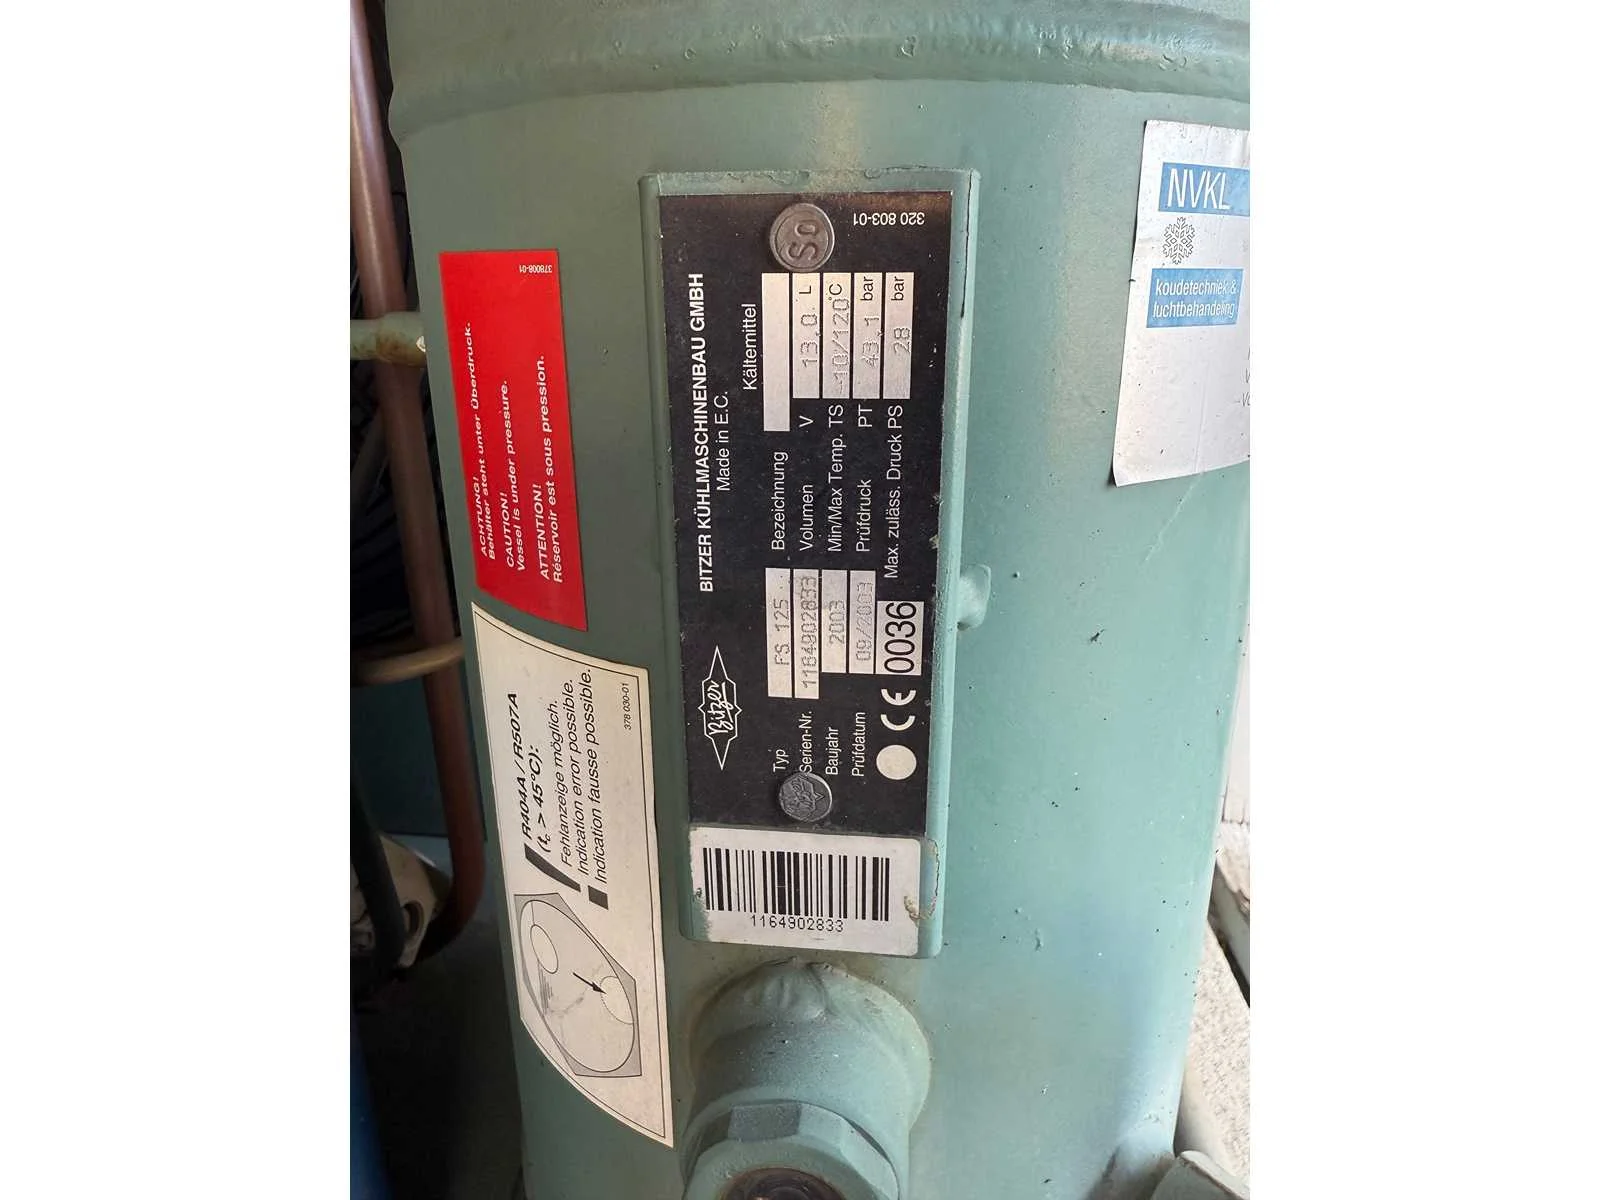 ACHTUNG!
Behälter steht unter Überdruck.
CAUTION!
Vessel is under pressure.
ATTENTION!
Réservoir est sous pression.
378008-01
R404A / R507A
(tc > 45°C):
Fehlanzeige möglich.
Indication error possible.
Indication fausse possible.
378 030-01
BITZER KÜHLMASCHINENBAU GMBH
Made in E.C.
Bitzer
Kältemittel
Typ FS 125 Bezeichnung
Serien-Nr. 1164902833 Volumen V 13,0 L
Baujahr 2003 Min/Max Temp. TS -10/120°C
Prüfdatum 09/2003 Prüfdruck PT 43,1 bar
CE 0036 Max. zuläss. Druck PS 28 bar
320 803-01
SO
Bitzer
1164902833
NVKL
koudetechniek &
luchtbehandeling